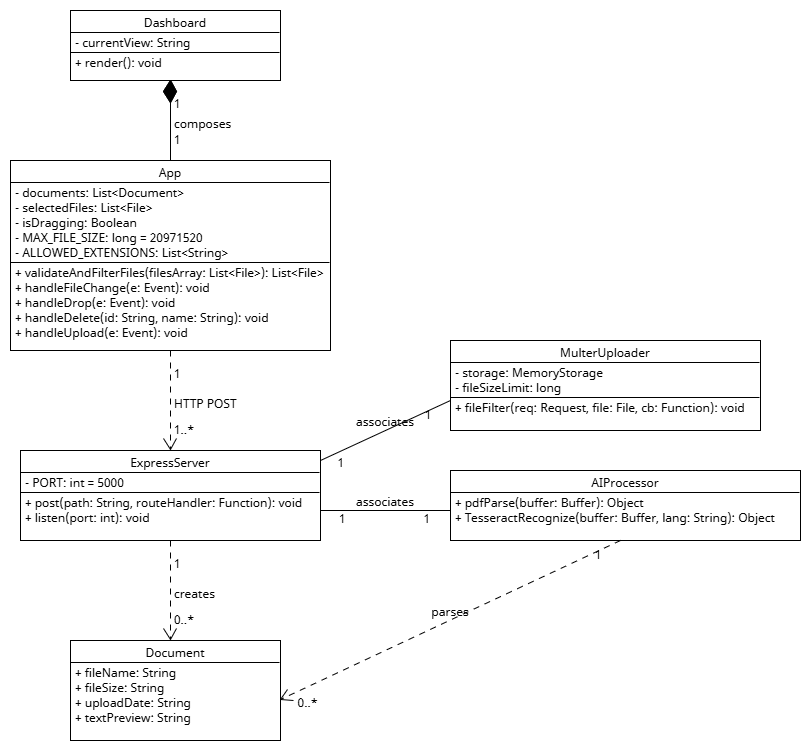 Dashboard
- currentView: String
+ render(): void
1
composes
1
App
- documents: List<Document>
- selectedFiles: List<File>
- isDragging: Boolean
- MAX_FILE_SIZE: long = 20971520
- ALLOWED_EXTENSIONS: List<String>
+ validateAndFilterFiles(filesArray: List<File>): List<File>
+ handleFileChange(e: Event): void
+ handleDrop(e: Event): void
+ handleDelete(id: String, name: String): void
+ handleUpload(e: Event): void
1
HTTP POST
1..*
MulterUploader
- storage: MemoryStorage
- fileSizeLimit: long
+ fileFilter(req: Request, file: File, cb: Function): void
associates
1
1
ExpressServer
- PORT: int = 5000
+ post(path: String, routeHandler: Function): void
+ listen(port: int): void
associates
1
1
AIProcessor
+ pdfParse(buffer: Buffer): Object
+ TesseractRecognize(buffer: Buffer, lang: String): Object
1
creates
0..*
1
parses
0..*
Document
+ fileName: String
+ fileSize: String
+ uploadDate: String
+ textPreview: String